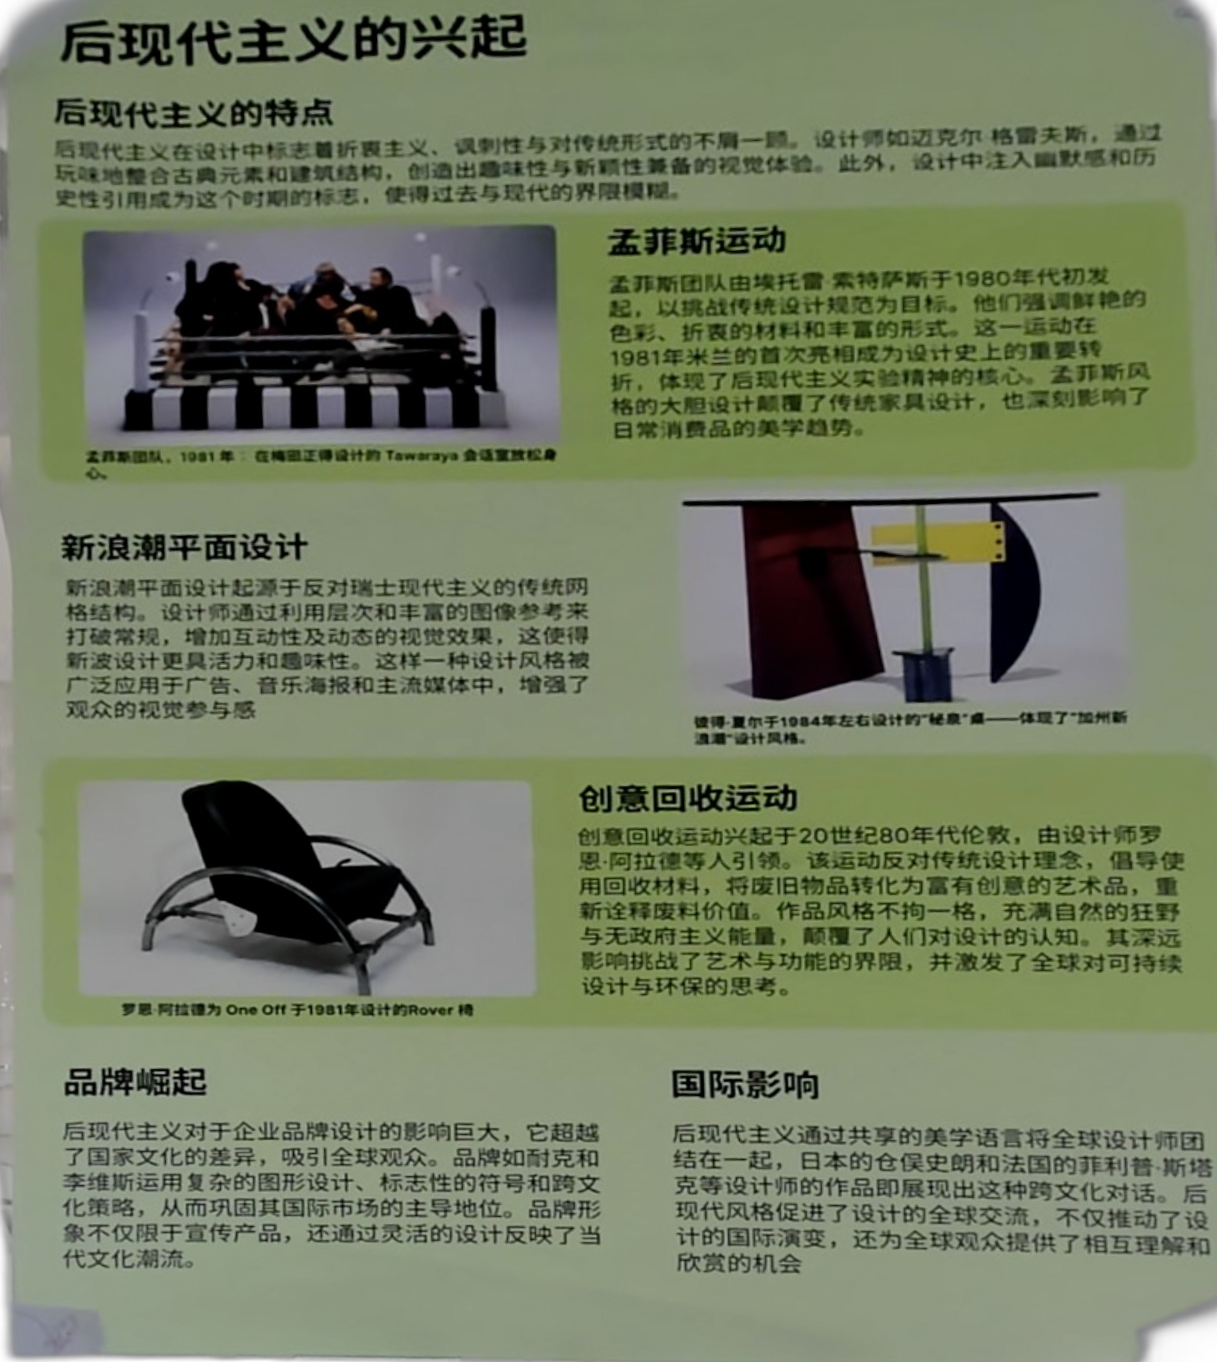 后现代主义的兴起
后现代主义的特点
后现代主义在设计中标志着折衷主义、讽刺性与对传统形式的不屑一顾。设计师如迈克尔·格雷夫斯，通过
玩味地整合古典元素和建筑结构，创造出趣味性与新颖性兼备的视觉体验。此外，设计中注入幽默感和历
史性引用成为这个时期的标志，使得过去与现代的界限模糊。
孟菲斯运动
孟菲斯团队由埃托雷·索特萨斯于1980年代初发
起，以挑战传统设计规范为目标。他们强调鲜艳的
色彩、折衷的材料和丰富的形式。这一运动在
1981年米兰的首次亮相成为设计史上的重要转
折，体现了后现代主义实验精神的核心。孟菲斯风
格的大胆设计颠覆了传统家具设计，也深刻影响了
日常消费品的美学趋势。
孟菲斯团队，1981 年：在梅田正得设计的 Tawaraya 会话室放松身
心。
新浪潮平面设计
新浪潮平面设计起源于反对瑞士现代主义的传统网
格结构。设计师通过利用层次和丰富的图像参考来
打破常规，增加互动性及动态的视觉效果，这使得
新波设计更具活力和趣味性。这样一种设计风格被
广泛应用于广告、音乐海报和主流媒体中，增强了
观众的视觉参与感
彼得·夏尔于1984年左右设计的“秘泉”桌——体现了“加州新
浪潮”设计风格。
创意回收运动
创意回收运动兴起于20世纪80年代伦敦，由设计师罗
恩·阿拉德等人引领。该运动反对传统设计理念，倡导使
用回收材料，将废旧物品转化为富有创意的艺术品，重
新诠释废料价值。作品风格不拘一格，充满自然的狂野
与无政府主义能量，颠覆了人们对设计的认知。其深远
影响挑战了艺术与功能的界限，并激发了全球对可持续
设计与环保的思考。
罗恩·阿拉德为 One Off 于1981年设计的Rover 椅
品牌崛起
后现代主义对于企业品牌设计的影响巨大，它超越
了国家文化的差异，吸引全球观众。品牌如耐克和
李维斯运用复杂的图形设计、标志性的符号和跨文
化策略，从而巩固其国际市场的主导地位。品牌形
象不仅限于宣传产品，还通过灵活的设计反映了当
代文化潮流。
国际影响
后现代主义通过共享的美学语言将全球设计师团
结在一起，日本的仓俣史朗和法国的菲利普·斯塔
克等设计师的作品即展现出这种跨文化对话。后
现代风格促进了设计的全球交流，不仅推动了设
计的国际演变，还为全球观众提供了相互理解和
欣赏的机会